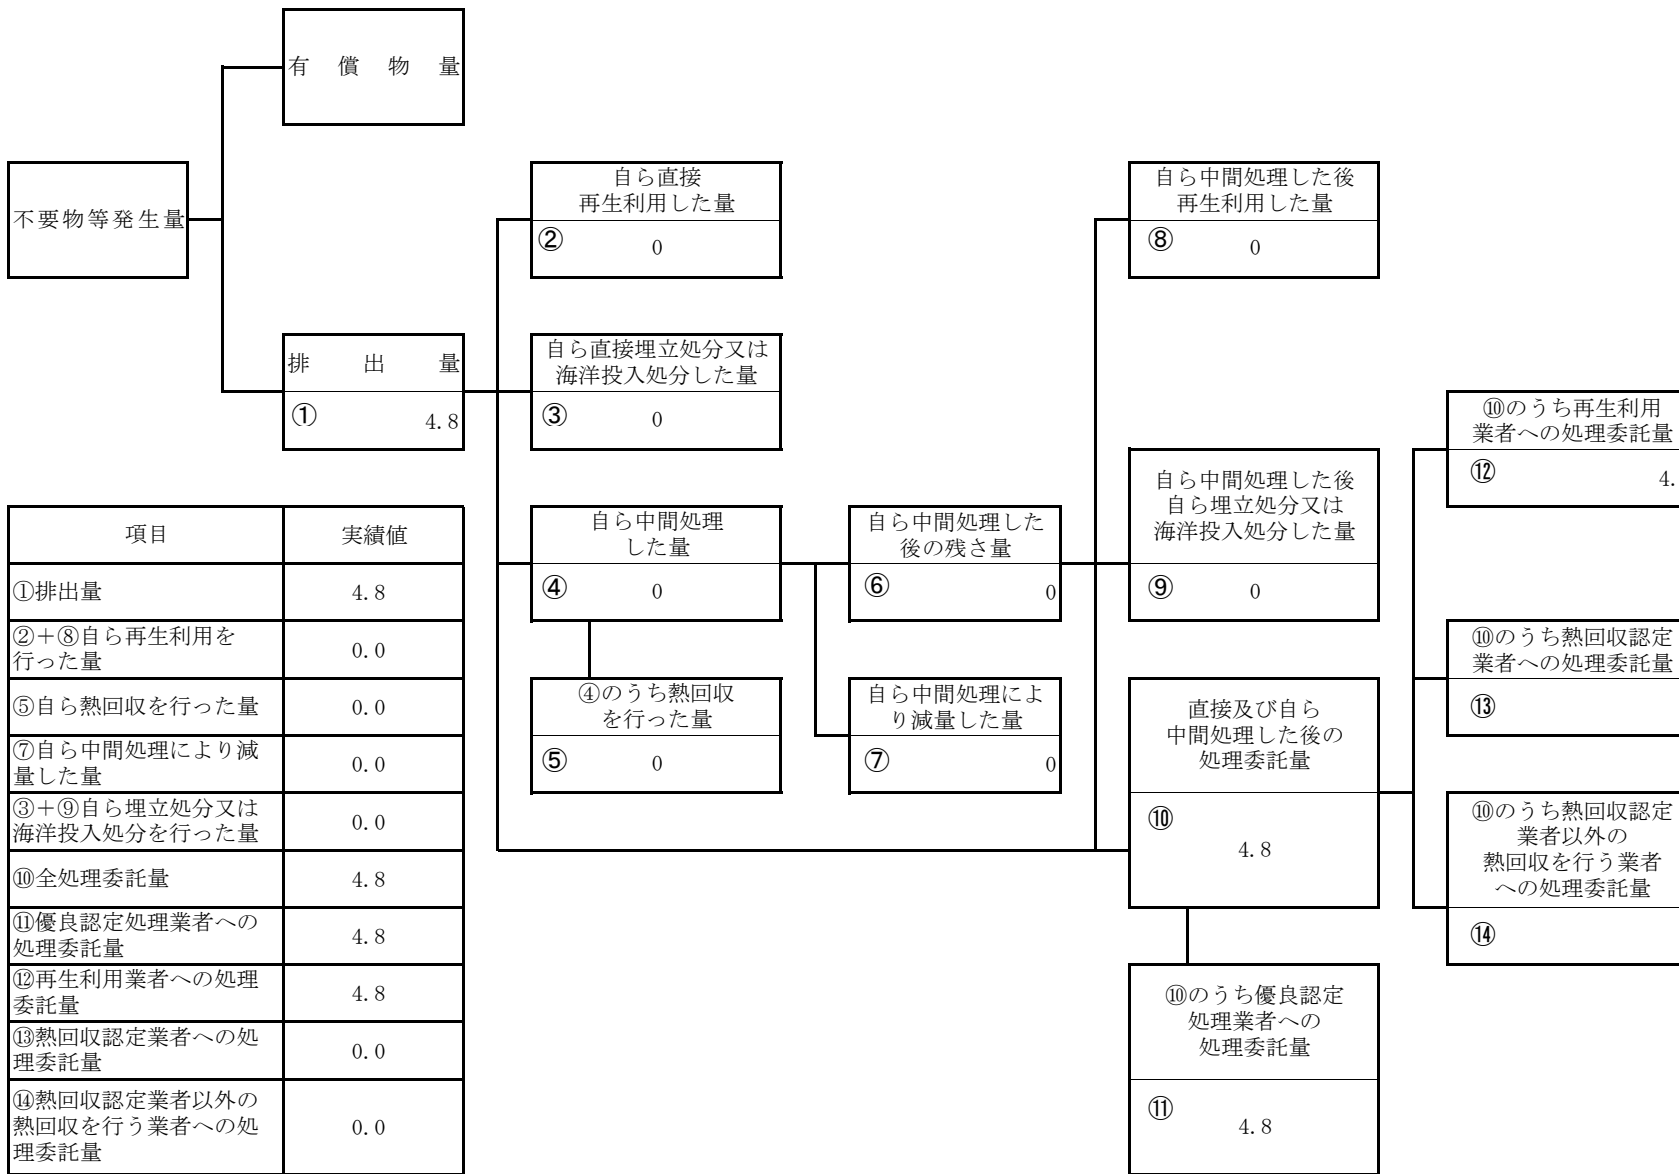 有償物量
不要物等発生量
排出量
① 4.8
自ら直接
再生利用した量
② 0
自ら直接埋立処分又は
海洋投入処分した量
③ 0
自ら中間処理
した量
④ 0
④のうち熱回収
を行った量
⑤ 0
自ら中間処理した
後の残さ量
⑥ 0
自ら中間処理によ
り減量した量
⑦ 0
自ら中間処理した後
再生利用した量
⑧ 0
自ら中間処理した後
自ら埋立処分又は
海洋投入処分した量
⑨ 0
直接及び自ら
中間処理した後の
処理委託量
⑩
4.8
⑩のうち優良認定
処理業者への
処理委託量
⑪
4.8
⑩のうち再生利用
業者への処理委託量
⑫ 4.
⑩のうち熱回収認定
業者への処理委託量
⑬
⑩のうち熱回収認定
業者以外の
熱回収を行う業者
への処理委託量
⑭
項目 実績値
①排出量 4.8
②+⑧自ら再生利用を
行った量 0.0
⑤自ら熱回収を行った量 0.0
⑦自ら中間処理により減
量した量 0.0
③+⑨自ら埋立処分又は
海洋投入処分を行った量 0.0
⑩全処理委託量 4.8
⑪優良認定処理業者への
処理委託量 4.8
⑫再生利用業者への処理
委託量 4.8
⑬熱回収認定業者への処
理委託量 0.0
⑭熱回収認定業者以外の
熱回収を行う業者への処
理委託量 0.0